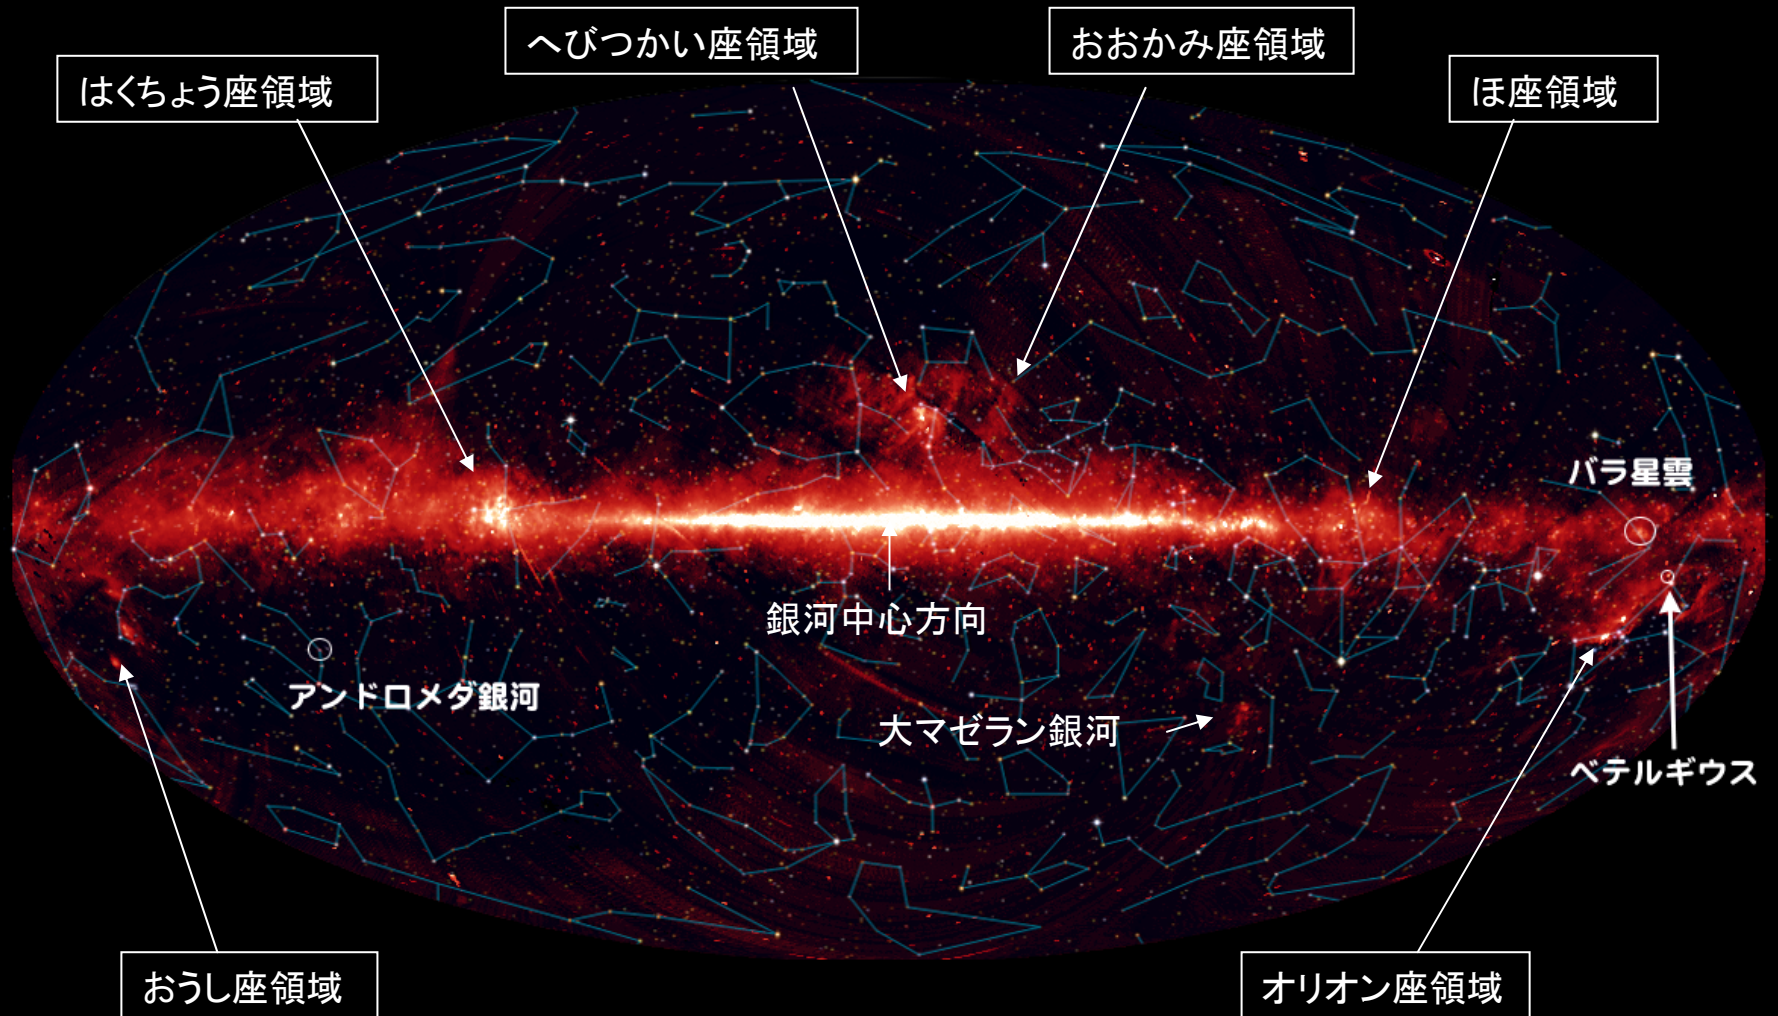 へびつかい座領域
おおかみ座領域
はくちょう座領域
ほ座領域
バラ星雲
銀河中心方向
アンドロメダ銀河
大マゼラン銀河
ベテルギウス
おうし座領域
オリオン座領域